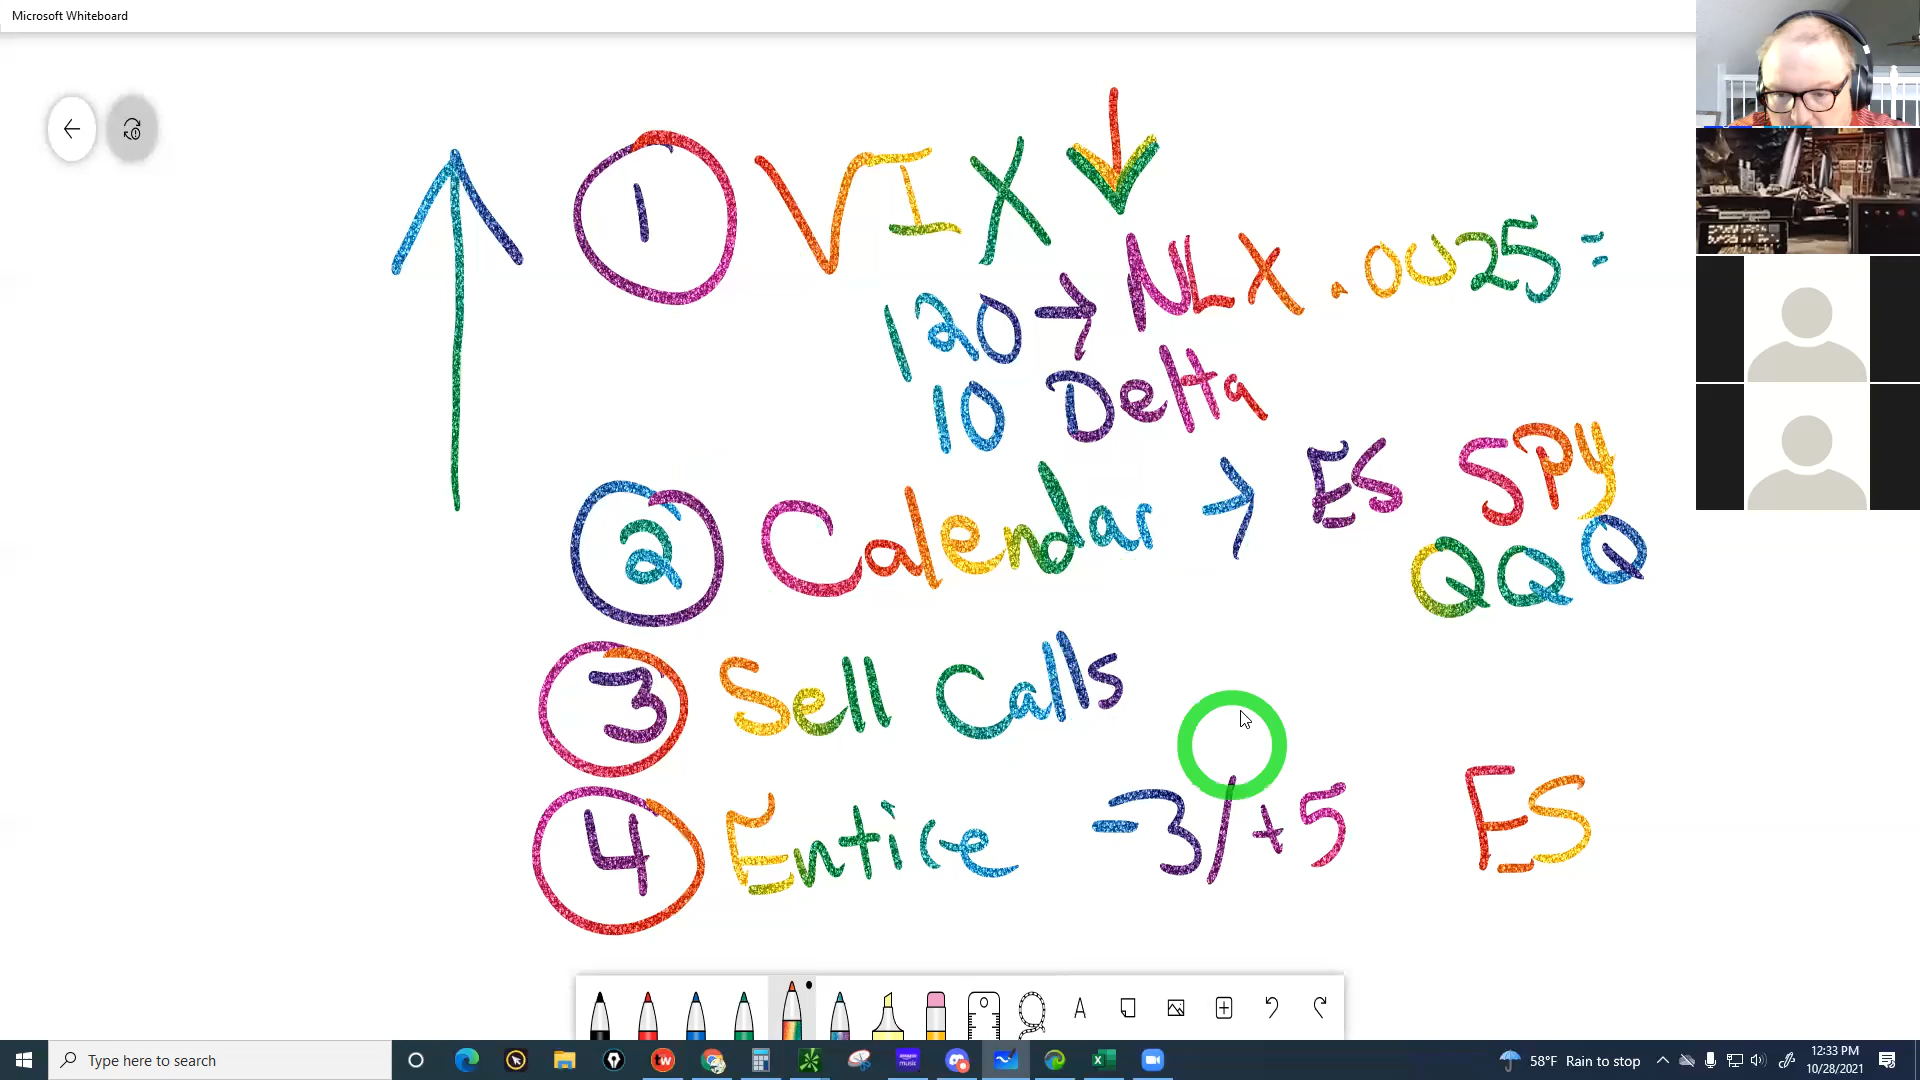 Microsoft Whiteboard
1 VIX
120 → NLX .0025 =
10 Delta
2 Calendar → ES SPY
QQQ
3 Sell Calls
4 Entice -3/+5 ES
A
Type here to search
58°F Rain to stop
12:33 PM
10/28/2021